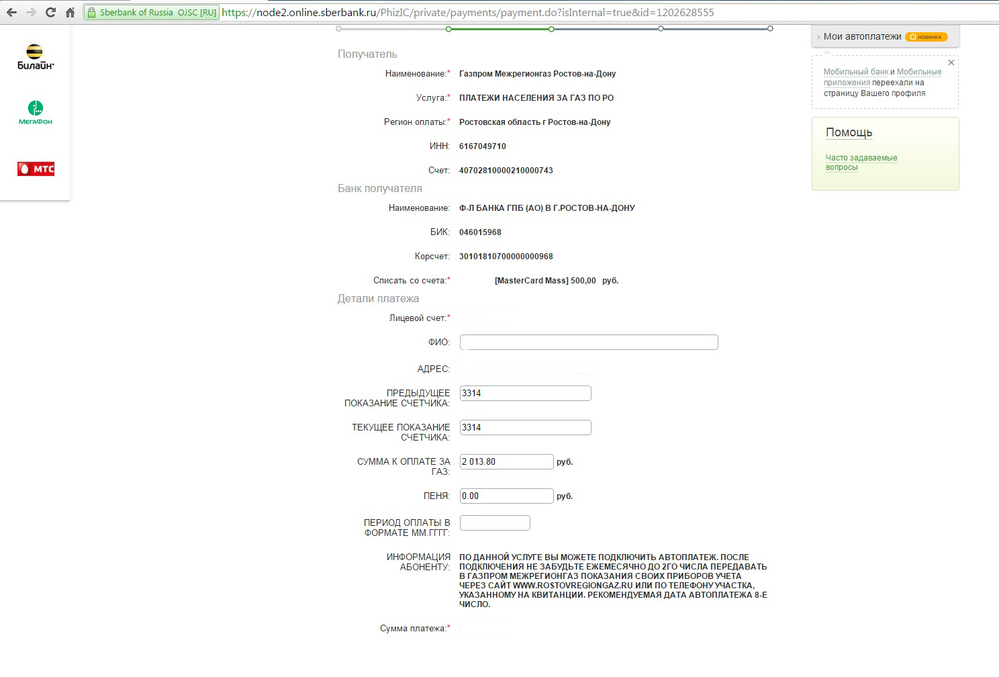 Sberbank of Russia OJSC [RU] https://node2.online.sberbank.ru/PhizIC/private/payments/payment.do?isInternal=true&id=1202628555
Билайн®
МЕГАФОН
МТС
Получатель
Наименование:* Газпром Межрегионгаз Ростов-на-Дону
Услуга:* ПЛАТЕЖИ НАСЕЛЕНИЯ ЗА ГАЗ ПО РО
Регион оплаты:* Ростовская область г Ростов-на-Дону
ИНН: 6167049710
Счет: 40702810000210000743
Банк получателя
Наименование: Ф-Л БАНКА ГПБ (АО) В Г.РОСТОВ-НА-ДОНУ
БИК: 046015968
Корсчет: 30101810700000000968
Списать со счета:* [MasterCard Mass] 500,00 руб.
Детали платежа
Лицевой счет:*
ФИО:
АДРЕС:
ПРЕДЫДУЩЕЕ
ПОКАЗАНИЕ СЧЕТЧИКА:
3314
ТЕКУЩЕЕ ПОКАЗАНИЕ
СЧЕТЧИКА:
3314
СУММА К ОПЛАТЕ ЗА
ГАЗ:
2 013.80 руб.
ПЕНЯ: 0.00 руб.
ПЕРИОД ОПЛАТЫ В
ФОРМАТЕ ММ.ГГГГ:
ИНФОРМАЦИЯ
АБОНЕНТУ:
ПО ДАННОЙ УСЛУГЕ ВЫ МОЖЕТЕ ПОДКЛЮЧИТЬ АВТОПЛАТЕЖ. ПОСЛЕ
ПОДКЛЮЧЕНИЯ НЕ ЗАБУДЬТЕ ЕЖЕМЕСЯЧНО ДО 2ГО ЧИСЛА ПЕРЕДАВАТЬ
В ГАЗПРОМ МЕЖРЕГИОНГАЗ ПОКАЗАНИЯ СВОИХ ПРИБОРОВ УЧЕТА
ЧЕРЕЗ САЙТ WWW.ROSTOVREGIONGAZ.RU ИЛИ ПО ТЕЛЕФОНУ УЧАСТКА,
УКАЗАННОМУ НА КВИТАНЦИИ. РЕКОМЕНДУЕМАЯ ДАТА АВТОПЛАТЕЖА 8-Е
ЧИСЛО.
Сумма платежа:*
Мои автоплатежи НОВИНКА
Мобильный банк и Мобильные
приложения переехали на
страницу Вашего профиля
Помощь
Часто задаваемые
вопросы